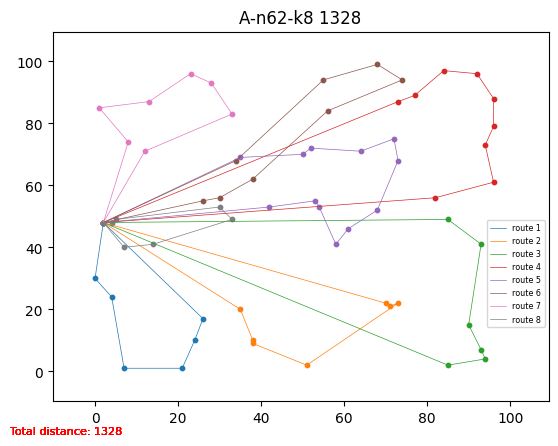 A-n62-k8 1328
100
80
60
40
20
0
0 20 40 60 80 100
route 1
route 2
route 3
route 4
route 5
route 6
route 7
route 8
Total distance: 1328